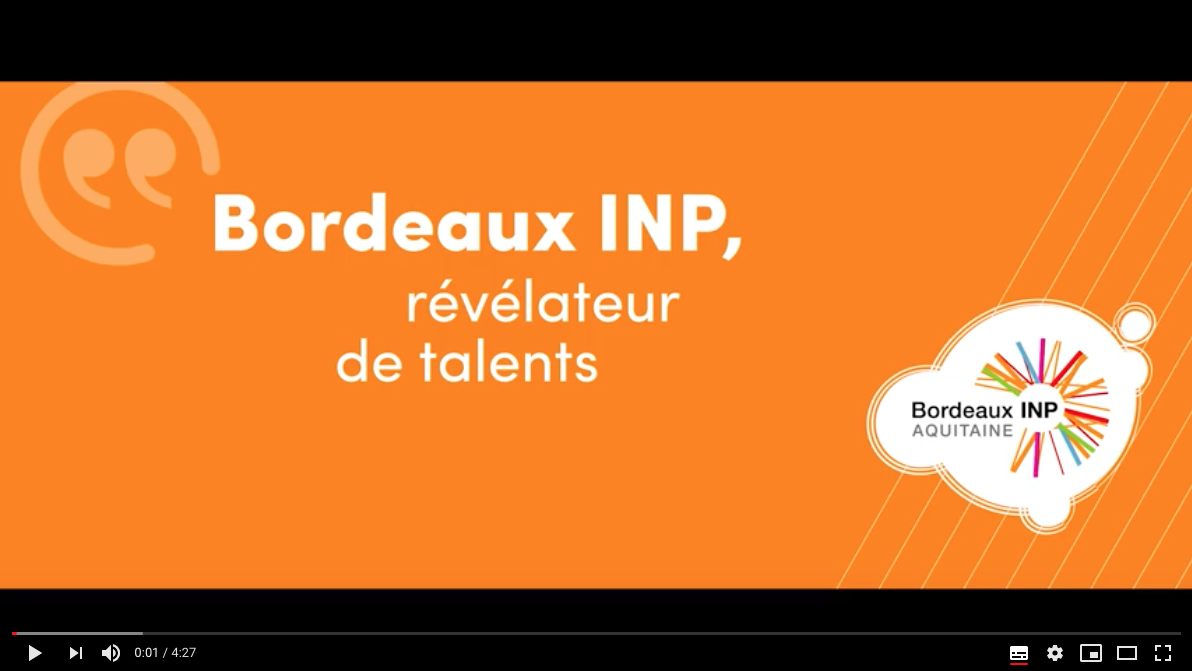 Bordeaux INP,
révélateur
de talents
Bordeaux INP
AQUITAINE
0:01 / 4:27